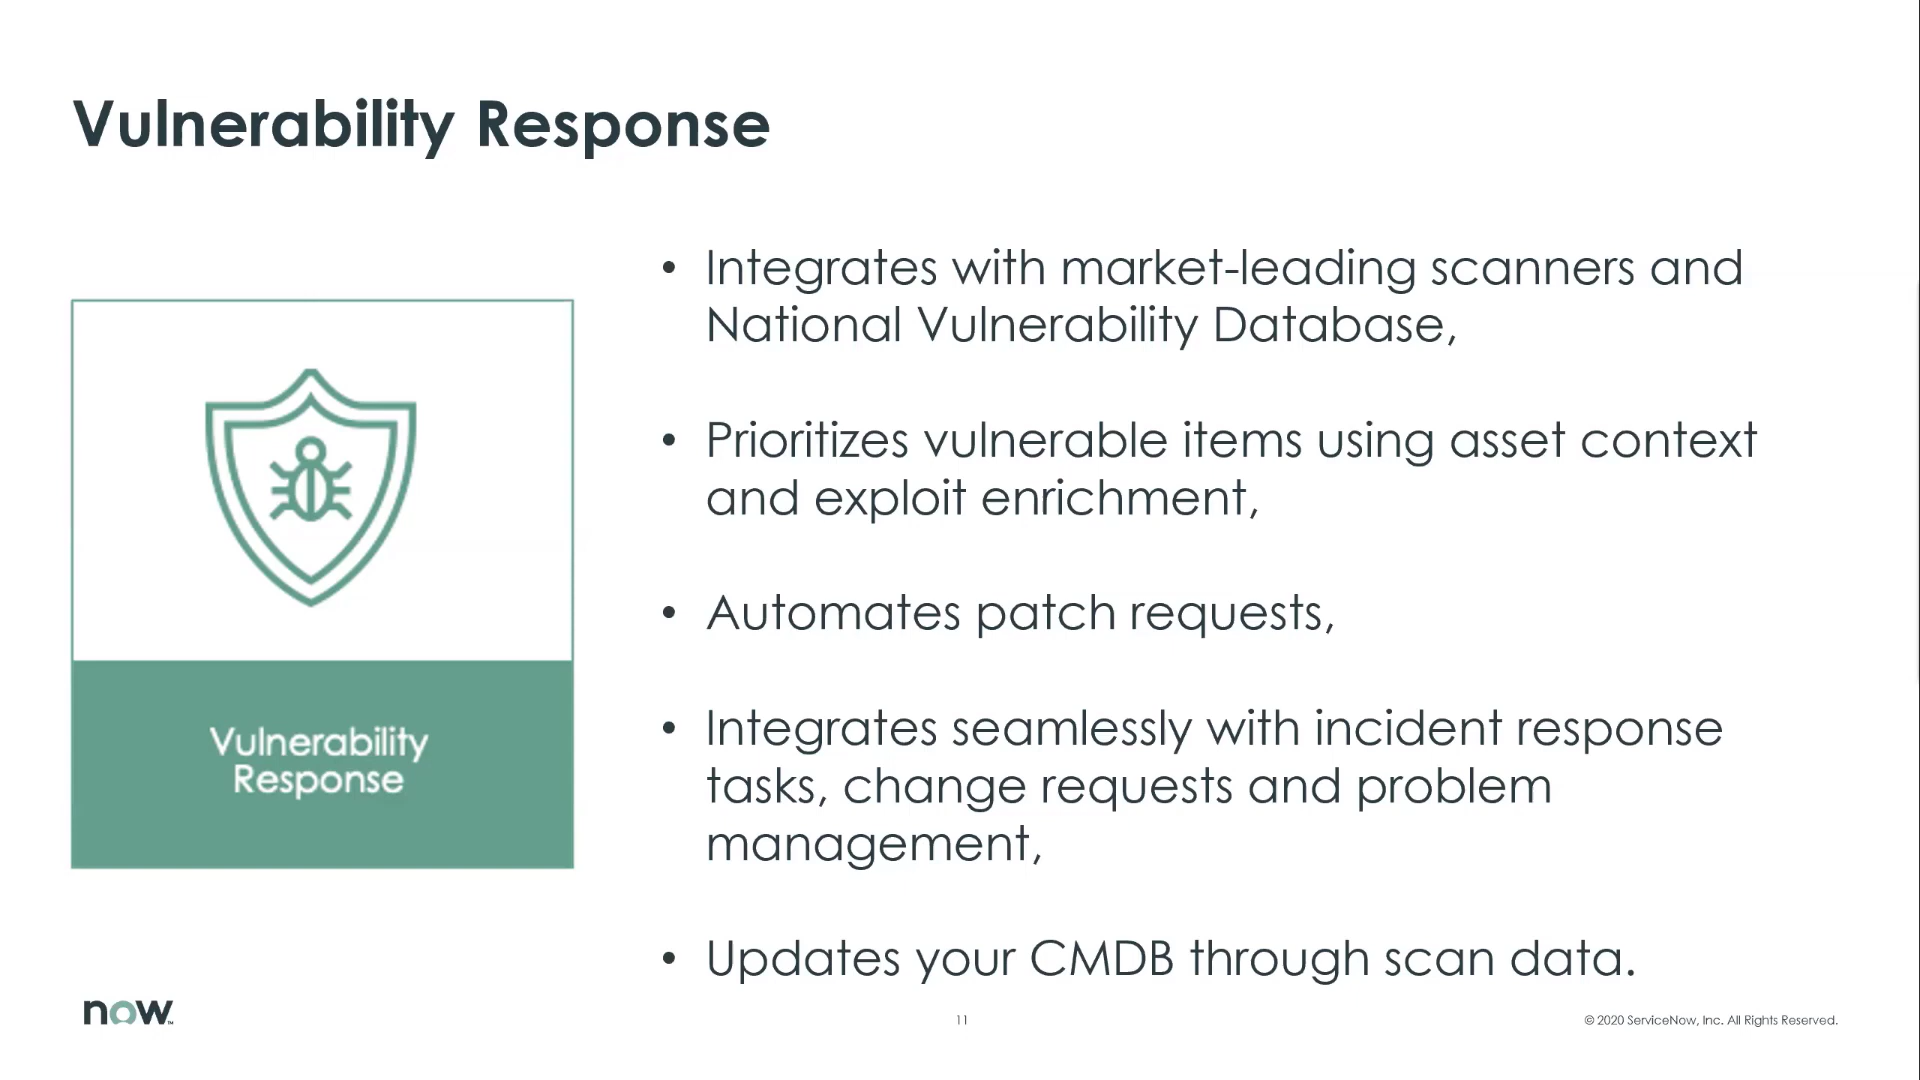 Vulnerability Response
• Integrates with market-leading scanners and
National Vulnerability Database,
• Prioritizes vulnerable items using asset context
and exploit enrichment,
• Automates patch requests,
• Integrates seamlessly with incident response
tasks, change requests and problem
management,
• Updates your CMDB through scan data.
Vulnerability
Response
now™
11
© 2020 ServiceNow, Inc. All Rights Reserved.